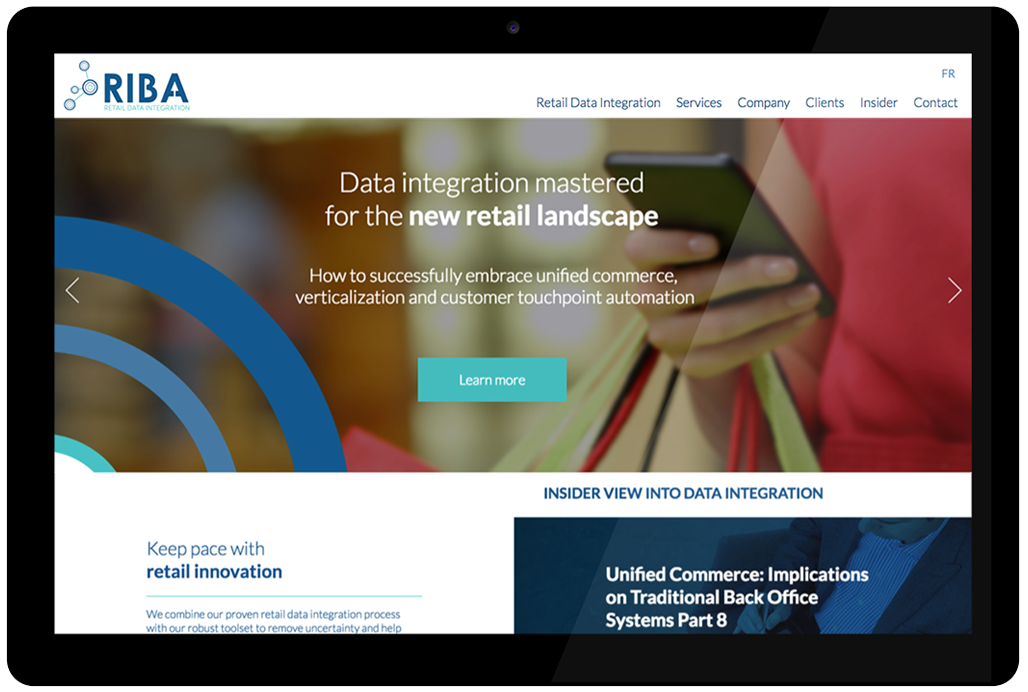 RIBA
RETAIL DATA INTEGRATION
FR
Retail Data Integration Services Company Clients Insider Contact
Data integration mastered
for the new retail landscape
How to successfully embrace unified commerce,
verticalization and customer touchpoint automation
Learn more
Keep pace with
retail innovation
We combine our proven retail data integration process
with our robust toolset to remove uncertainty and help
INSIDER VIEW INTO DATA INTEGRATION
Unified Commerce: Implications
on Traditional Back Office
Systems Part 8